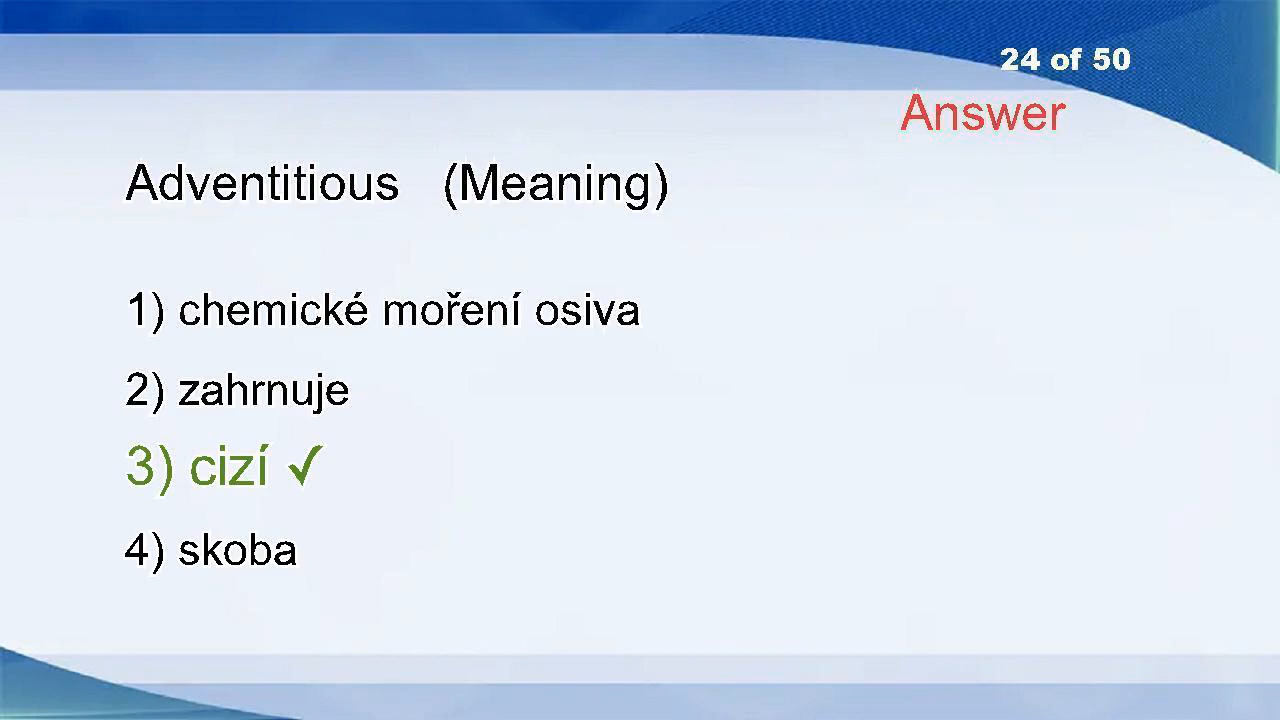 24 of 50
Answer
Adventitious (Meaning)
1) chemické moření osiva
2) zahrnuje
3) cizí ✓
4) skoba